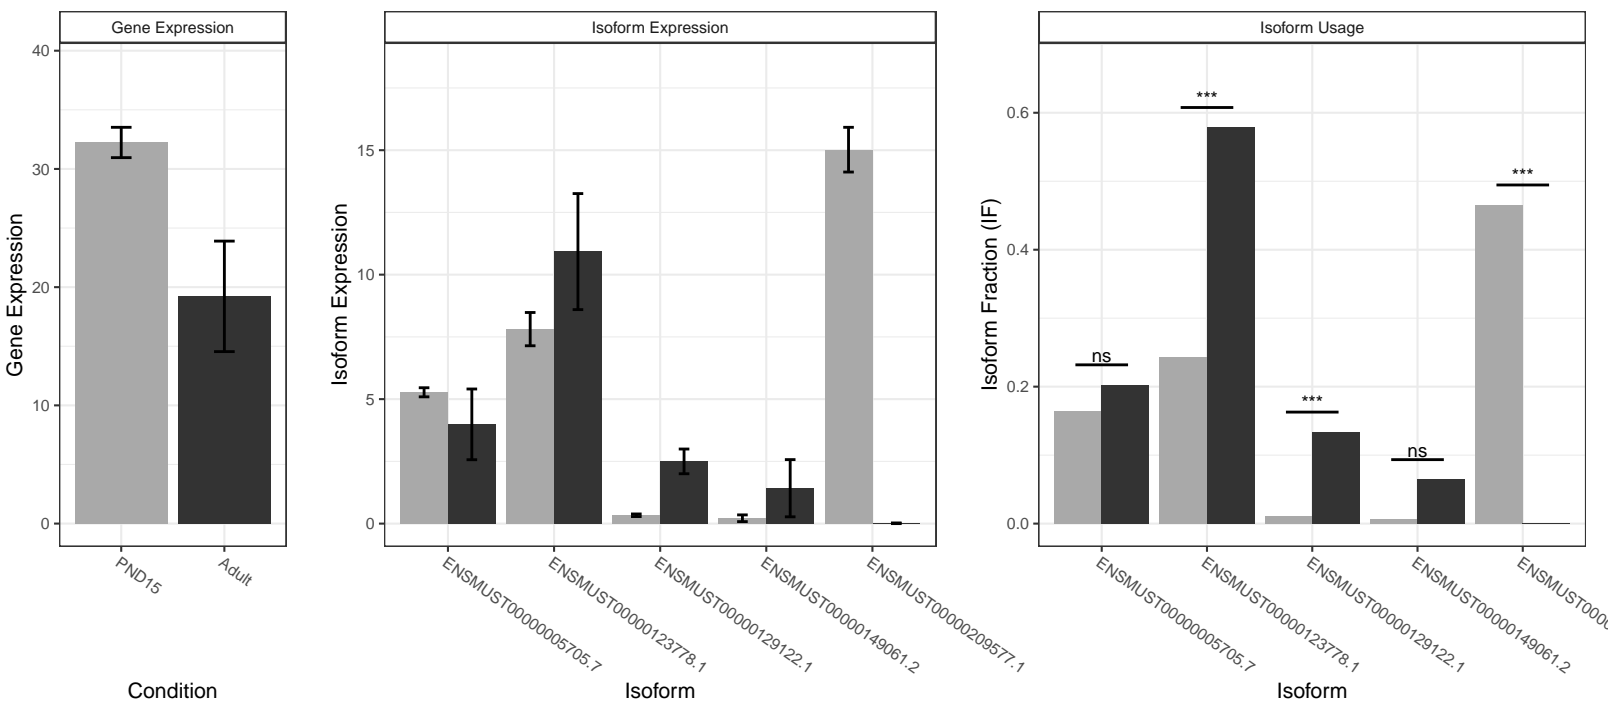 Gene Expression
Gene Expression
40
30
20
10
0
PND15
Adult
Condition
Isoform Expression
Isoform Expression
15
10
5
0
ENSMUST00000005705.7
ENSMUST00000123778.1
ENSMUST00000129122.1
ENSMUST00000149061.2
ENSMUST00000209577.1
Isoform
Isoform Usage
Isoform Fraction (IF)
0.6
0.4
0.2
0.0
ns
***
***
ns
***
ENSMUST00000005705.7
ENSMUST00000123778.1
ENSMUST00000129122.1
ENSMUST00000149061.2
Isoform